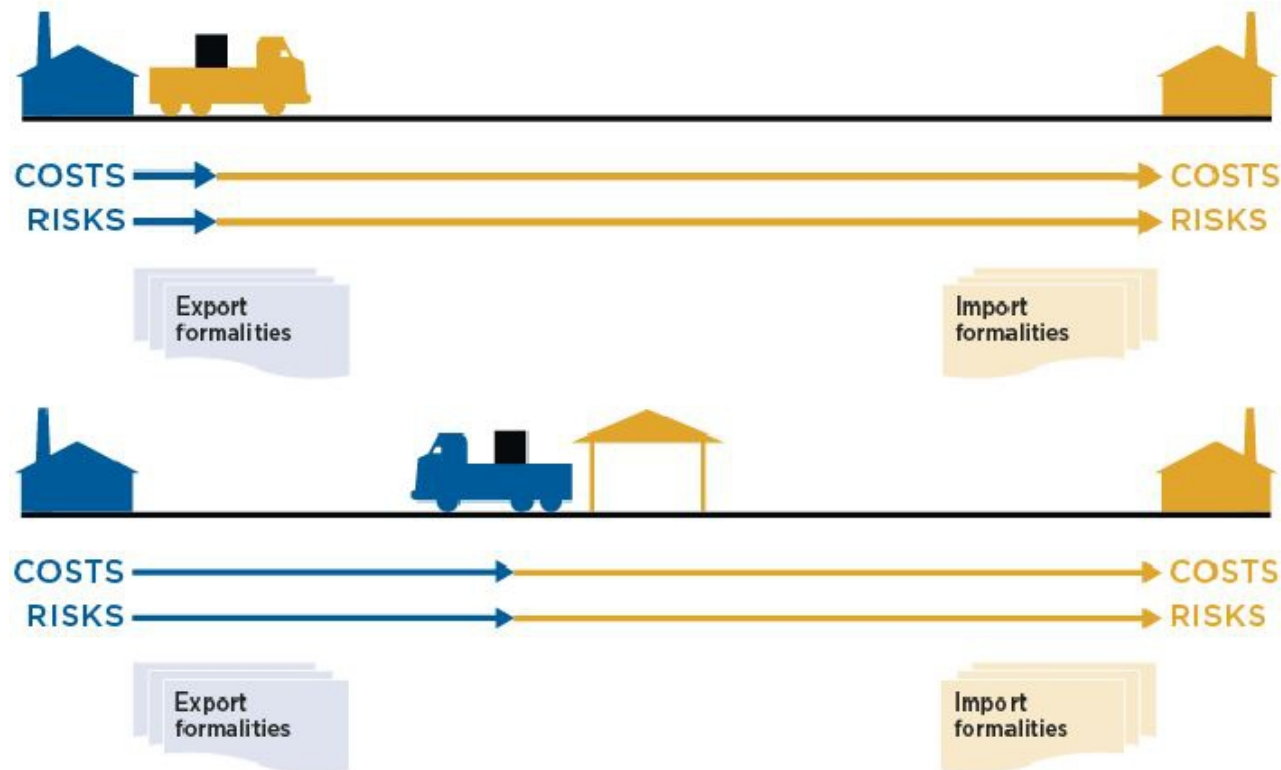 COSTS COSTS
RISKS RISKS
Export
formalities
Import
formalities
COSTS COSTS
RISKS RISKS
Export
formalities
Import
formalities